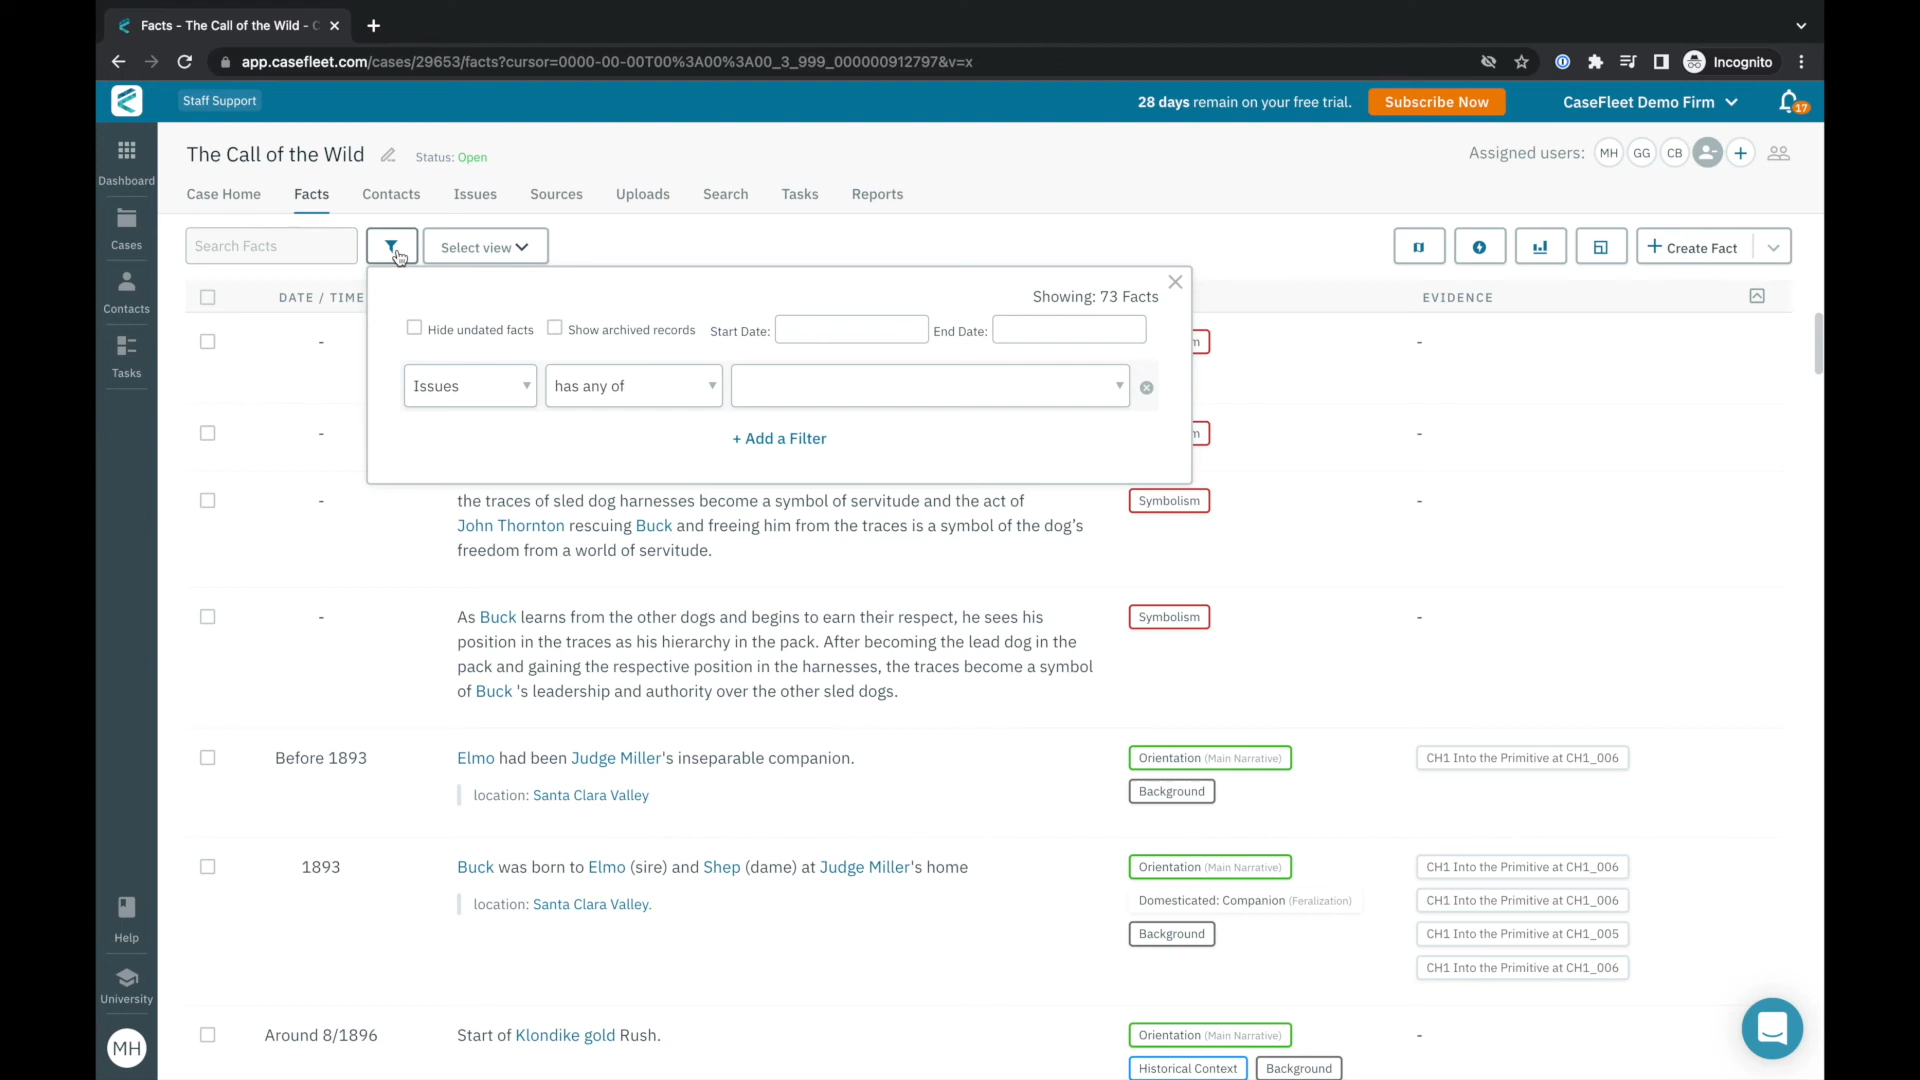 Facts - The Call of the Wild - C
app.casefleet.com/cases/29653/facts?cursor=0000-00-00T00%3A00%3A00_3_999_000000912797&v=x
Incognito
Staff Support
28 days remain on your free trial.
Subscribe Now
CaseFleet Demo Firm
17
The Call of the Wild
Status: Open
Assigned users:
MH
GG
CB
Dashboard
Cases
Contacts
Tasks
Help
University
MH
Case Home
Facts
Contacts
Issues
Sources
Uploads
Search
Tasks
Reports
Search Facts
Select view
+ Create Fact
DATE / TIME
EVIDENCE
Showing: 73 Facts
Hide undated facts
Show archived records
Start Date:
End Date:
Issues
has any of
+ Add a Filter
-
m
-
-
m
-
-
the traces of sled dog harnesses become a symbol of servitude and the act of
John Thornton rescuing Buck and freeing him from the traces is a symbol of the dog's
freedom from a world of servitude.
Symbolism
-
-
As Buck learns from the other dogs and begins to earn their respect, he sees his
position in the traces as his hierarchy in the pack. After becoming the lead dog in the
pack and gaining the respective position in the harnesses, the traces become a symbol
of Buck 's leadership and authority over the other sled dogs.
Symbolism
-
Before 1893
Elmo had been Judge Miller's inseparable companion.
location: Santa Clara Valley
Orientation (Main Narrative)
Background
CH1 Into the Primitive at CH1_006
1893
Buck was born to Elmo (sire) and Shep (dame) at Judge Miller's home
location: Santa Clara Valley.
Orientation (Main Narrative)
Domesticated: Companion (Feralization)
Background
CH1 Into the Primitive at CH1_006
CH1 Into the Primitive at CH1_006
CH1 Into the Primitive at CH1_005
CH1 Into the Primitive at CH1_006
Around 8/1896
Start of Klondike gold Rush.
Orientation (Main Narrative)
Historical Context
Background
-